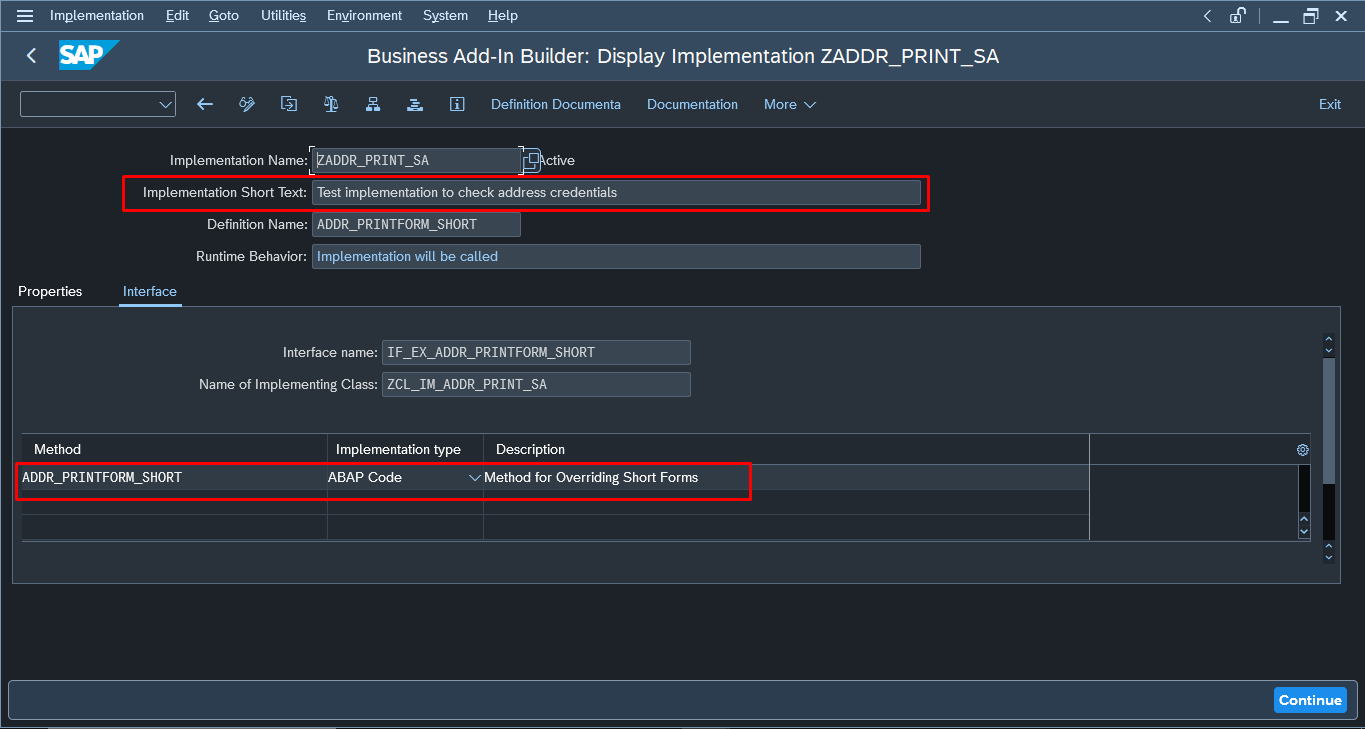 Implementation Edit Goto Utilities Environment System Help
SAP Business Add-In Builder: Display Implementation ZADDR_PRINT_SA
Definition Documenta Documentation More Exit
Implementation Name: ZADDR_PRINT_SA Active
Implementation Short Text: Test implementation to check address credentials
Definition Name: ADDR_PRINTFORM_SHORT
Runtime Behavior: Implementation will be called
Properties Interface
Interface name: IF_EX_ADDR_PRINTFORM_SHORT
Name of Implementing Class: ZCL_IM_ADDR_PRINT_SA
Method Implementation type Description
ADDR_PRINTFORM_SHORT ABAP Code Method for Overriding Short Forms
Continue